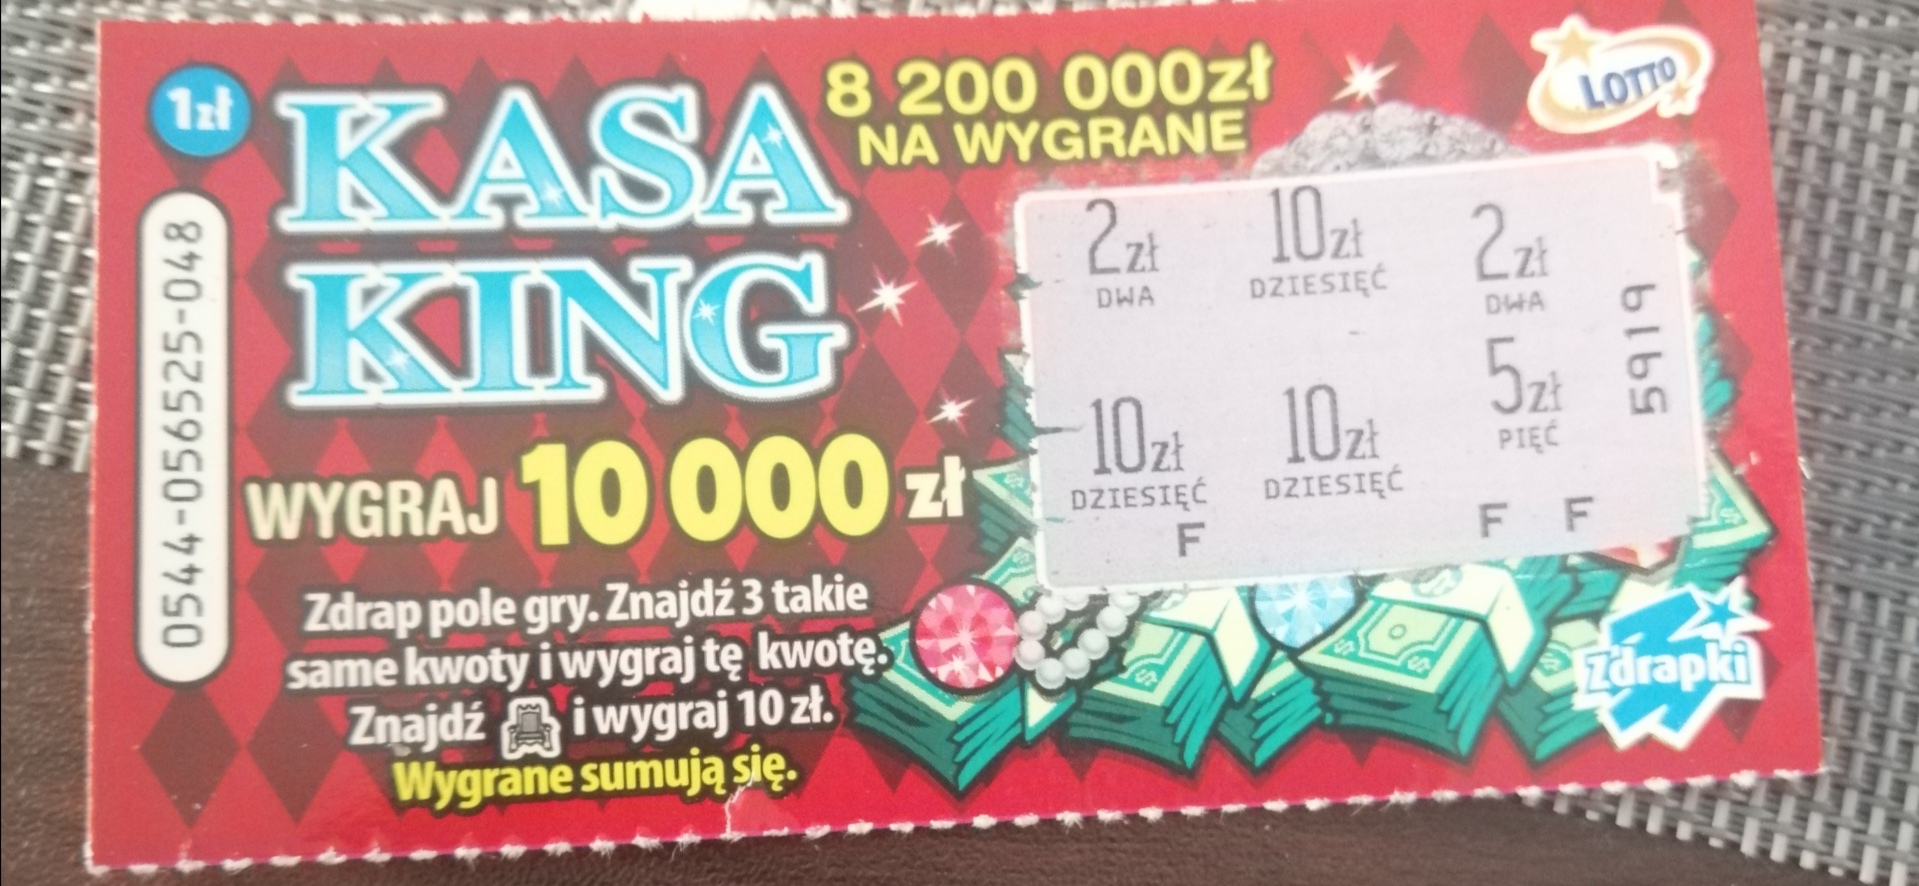 1zł
KASA
KING
8 200 000zł
NA WYGRANE
LOTTO
0544-056525-048
WYGRAJ 10 000 zł
Zdrap pole gry. Znajdź 3 takie
same kwoty i wygraj tę kwotę.
Znajdź i wygraj 10 zł.
Wygrane sumują się.
2zł 10zł 2zł
DWA DZIESIĘĆ DWA
10zł 10zł 5zł
DZIESIĘĆ DZIESIĘĆ PIĘĆ
F F F
5919
Zdrapki